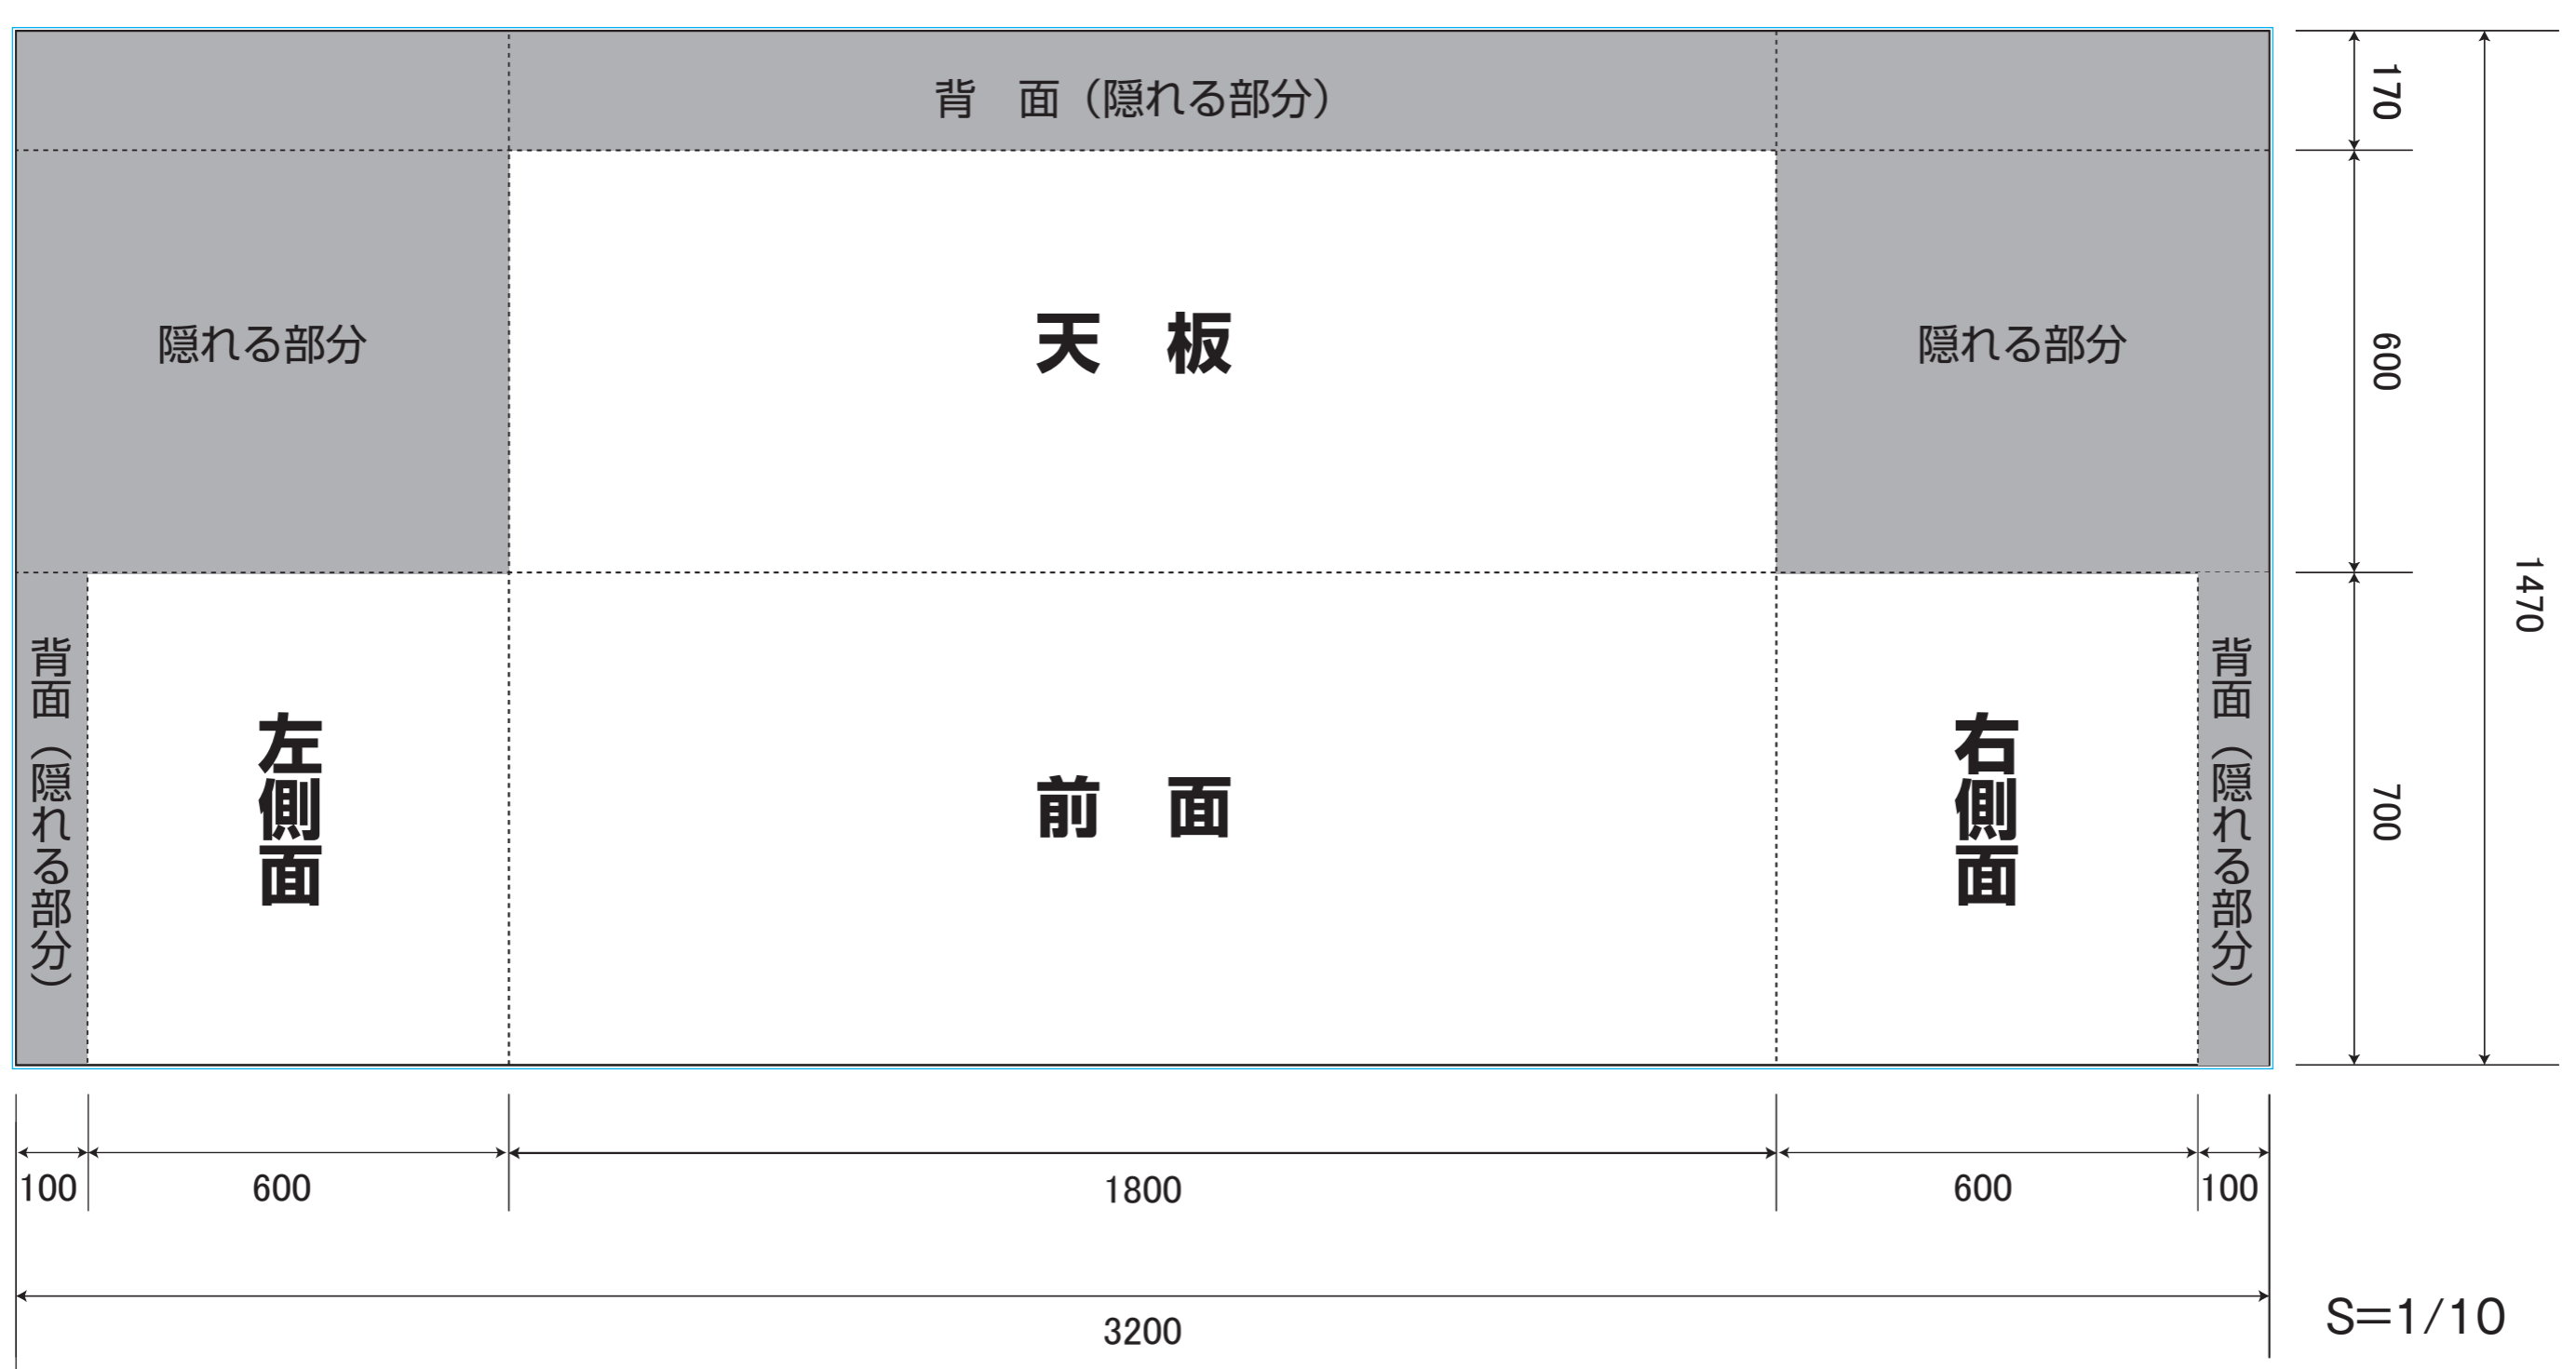 背　面（隠れる部分）
170
隠れる部分
天　板
隠れる部分
600
1470
背面（隠れる部分）
左側面
前　面
右側面
背面（隠れる部分）
700
100
600
1800
600
100
3200
S=1/10